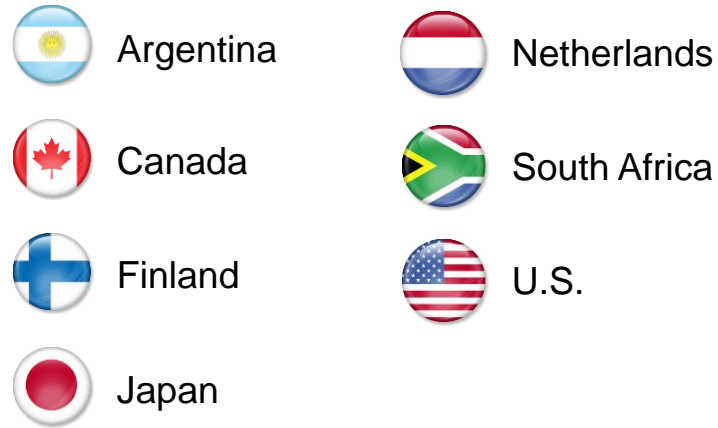 Argentina
Canada
Finland
Japan
Netherlands
South Africa
U.S.